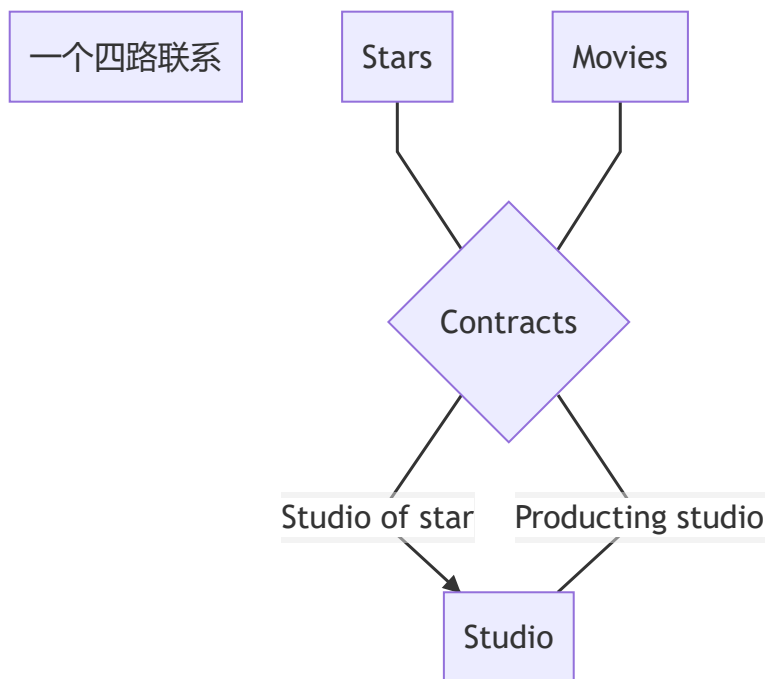 一个四路联系
Stars
Movies
Contracts
Studio of star
Producting studio
Studio